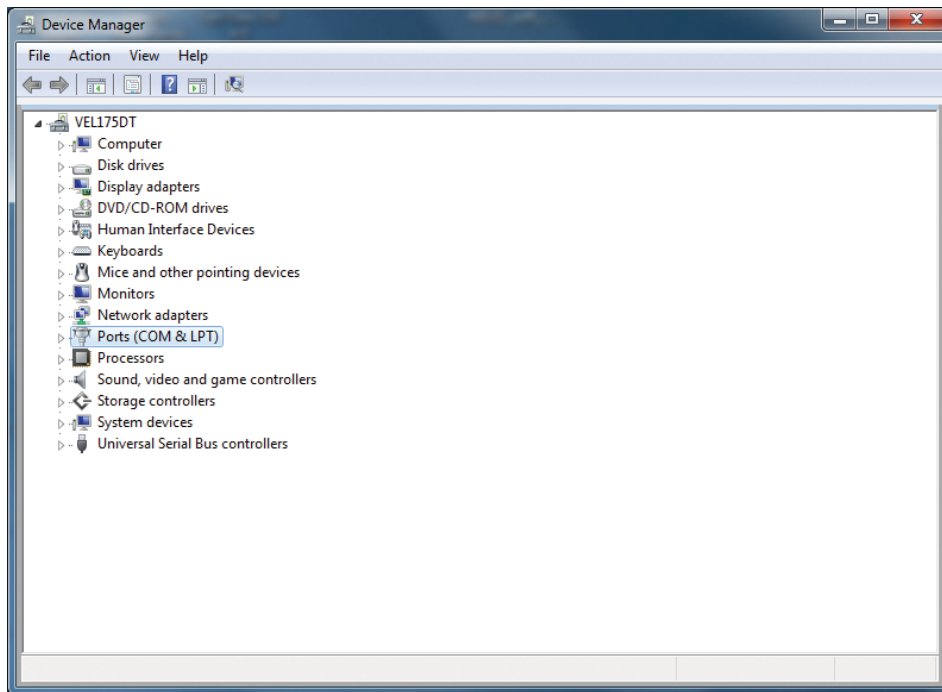 Device Manager
File Action View Help
VEL175DT
Computer
Disk drives
Display adapters
DVD/CD-ROM drives
Human Interface Devices
Keyboards
Mice and other pointing devices
Monitors
Network adapters
Ports (COM & LPT)
Processors
Sound, video and game controllers
Storage controllers
System devices
Universal Serial Bus controllers